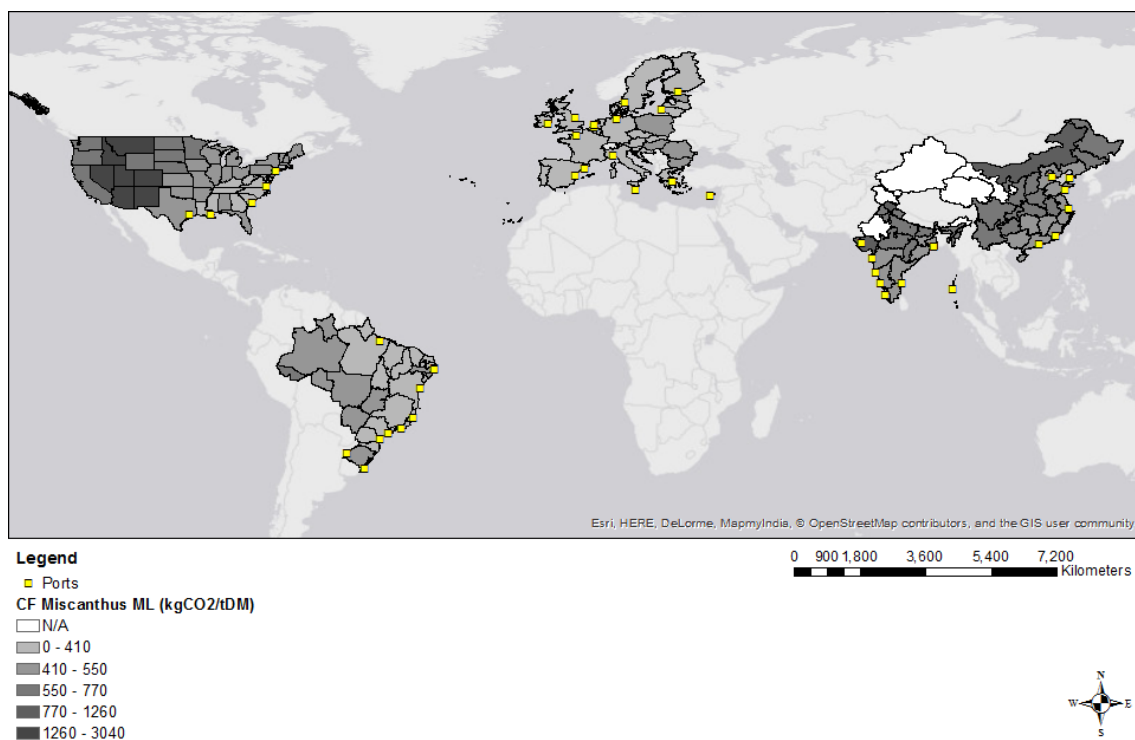 Esri, HERE, DeLorme, MapmyIndia, © OpenStreetMap contributors, and the GIS user community
Legend
Ports
CF Miscanthus ML (kgCO2/tDM)
N/A
0 - 410
410 - 550
550 - 770
770 - 1260
1260 - 3040
0 900 1,800 3,600 5,400 7,200
Kilometers
N
W E
S